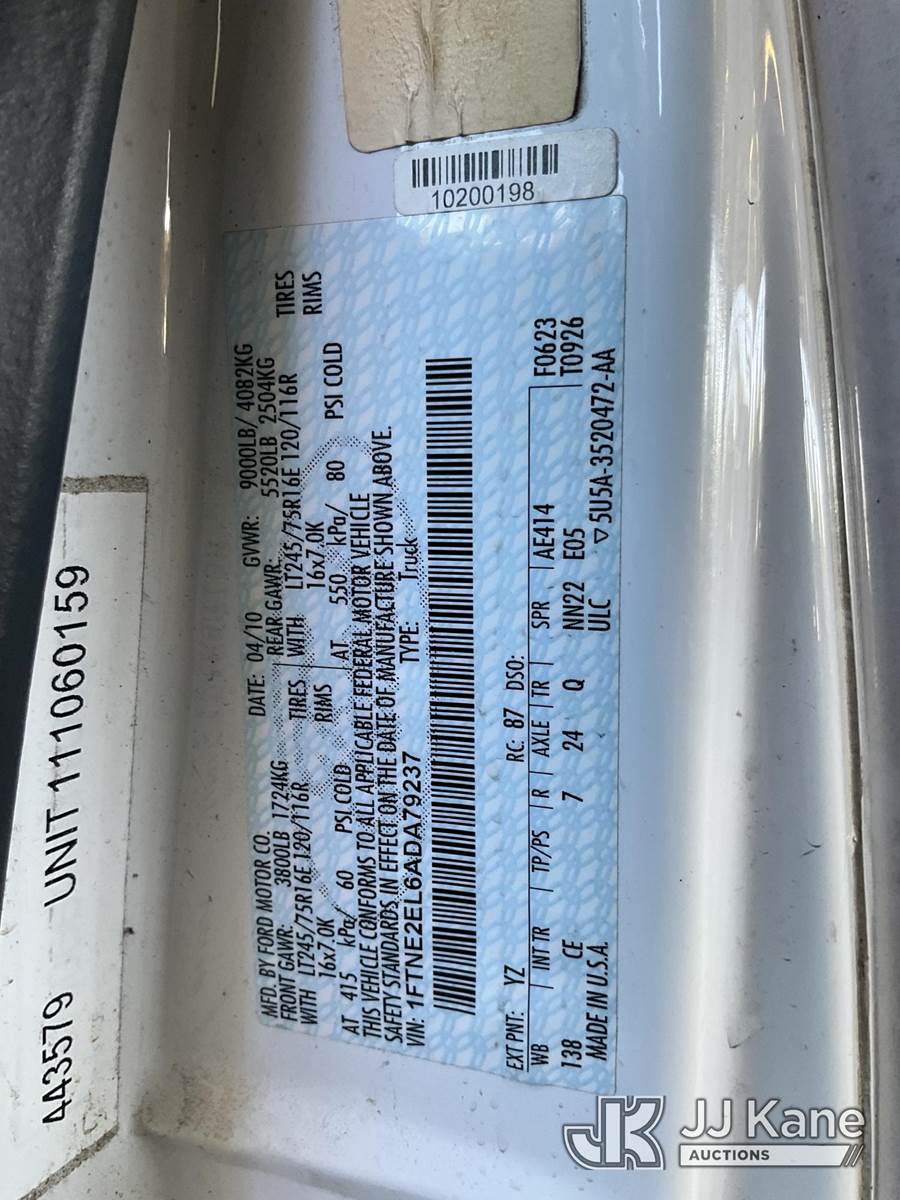 443579 UNIT 11060159
10200198
MFD. BY FORD MOTOR CO.
DATE: 04/10 GVWR: 9000LB/ 4082KG
FRONT GAWR: 3800LB 1724KG REAR GAWR: 5520LB 2504KG
WITH LT245/75R16E 120/116R TIRES WITH LT245/75R16E 120/116R TIRES
16x7.0K RIMS 16x7.0K RIMS
AT 415 kPa/ 60 PSI COLD AT 550 kPa/ 80 PSI COLD
THIS VEHICLE CONFORMS TO ALL APPLICABLE FEDERAL MOTOR VEHICLE
SAFETY STANDARDS IN EFFECT ON THE DATE OF MANUFACTURE SHOWN ABOVE.
VIN: 1FTNE2EL6ADA79237 TYPE: Truck
EXT PNT: YZ RC: 87 DSO:
WB INT TR TP/PS R AXLE TR SPR AE414 F0623
138 CE 7 24 Q NN22 E05 T0926
MADE IN U.S.A. ULC ▽5U5A-3520472-AA
JK JJ Kane
AUCTIONS